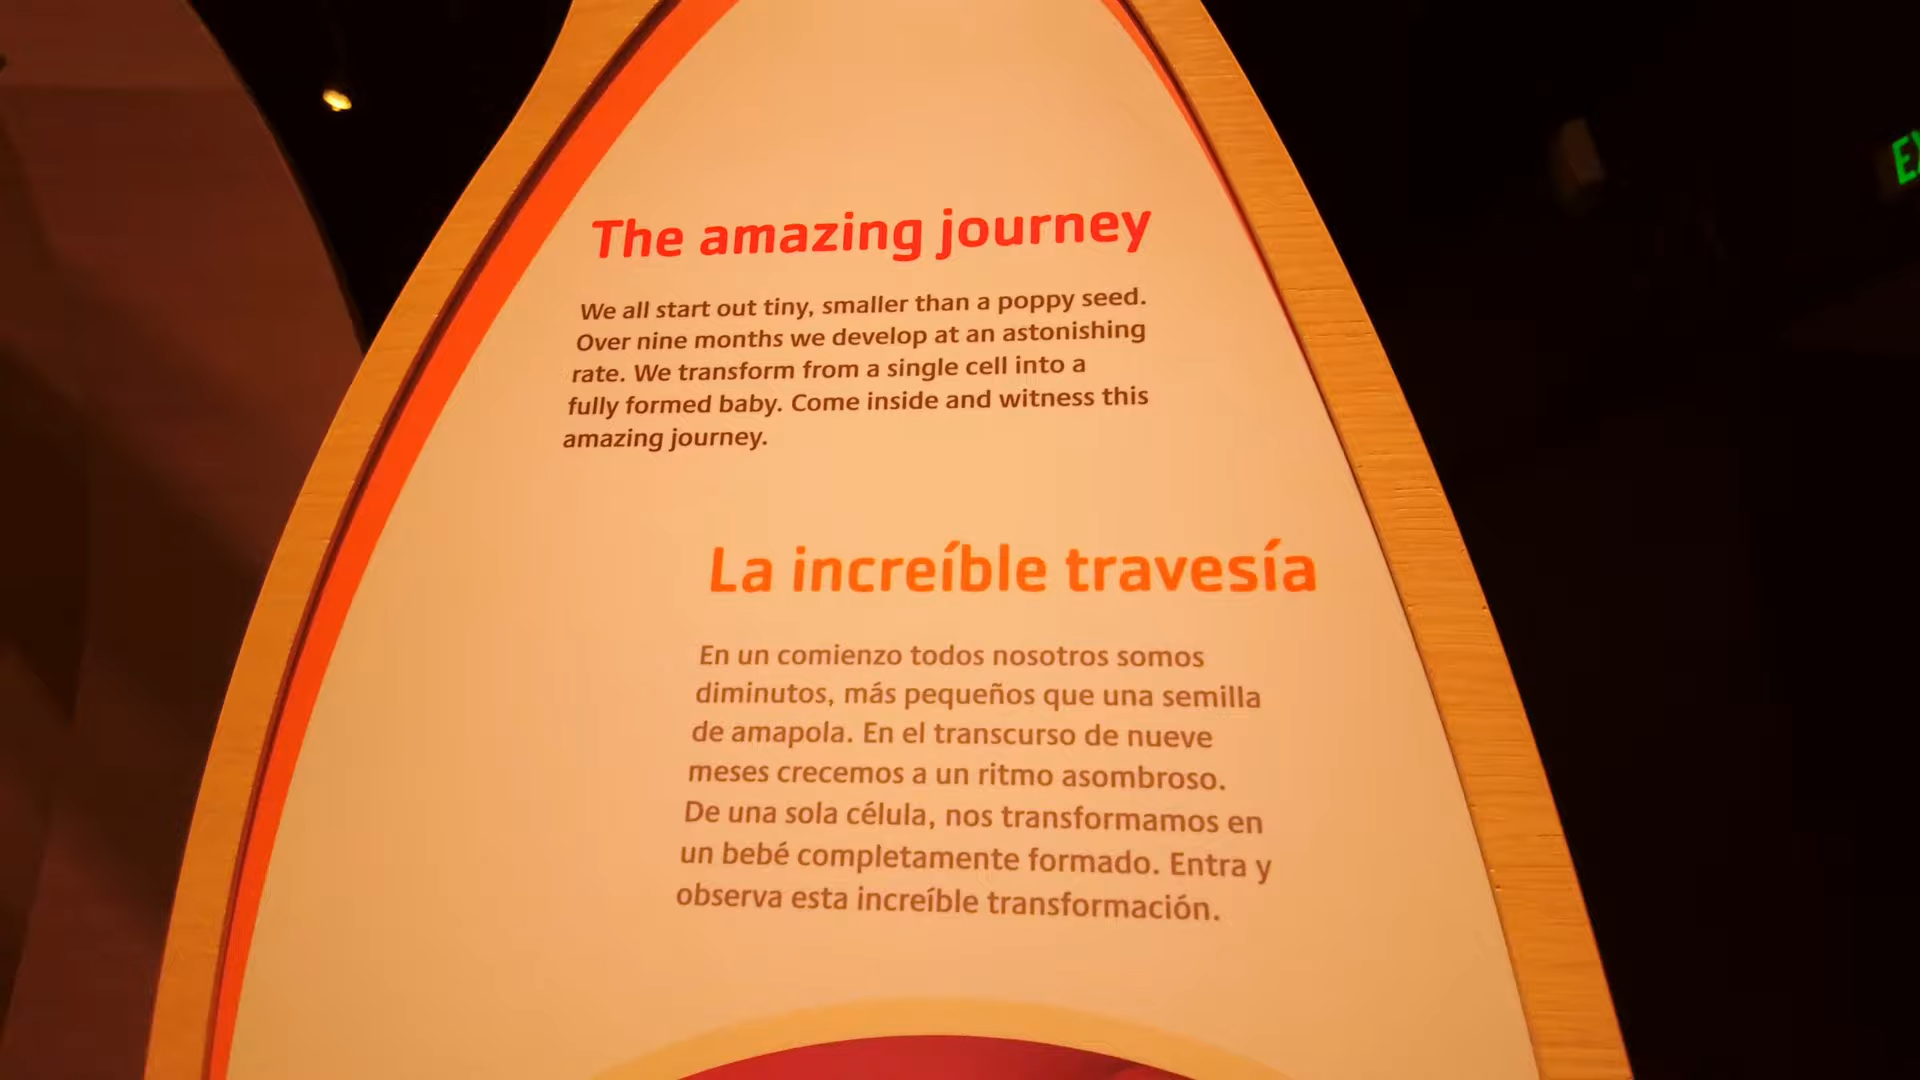 The amazing journey
We all start out tiny, smaller than a poppy seed.
Over nine months we develop at an astonishing
rate. We transform from a single cell into a
fully formed baby. Come inside and witness this
amazing journey.
La increíble travesía
En un comienzo todos nosotros somos
diminutos, más pequeños que una semilla
de amapola. En el transcurso de nueve
meses crecemos a un ritmo asombroso.
De una sola célula, nos transformamos en
un bebé completamente formado. Entra y
observa esta increíble transformación.